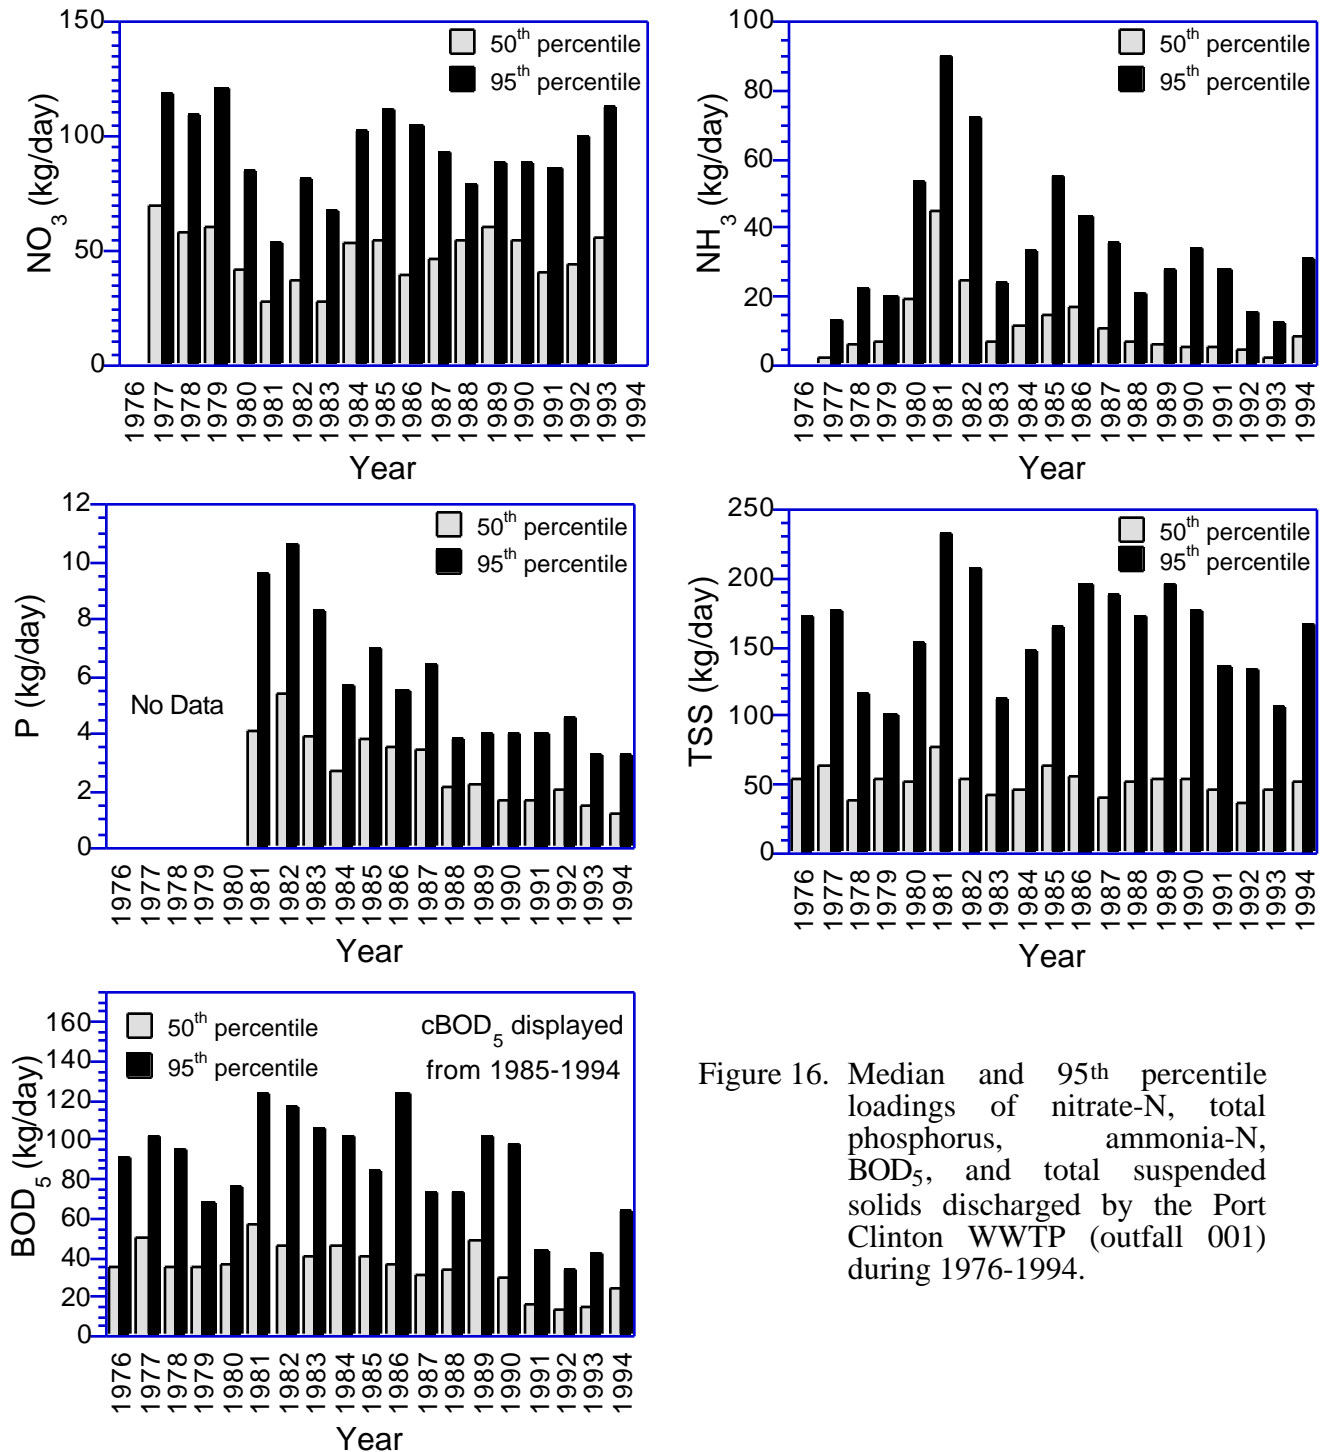 150
100
50
0
NO3 (kg/day)
50th percentile
95th percentile
1976 1977 1978 1979 1980 1981 1982 1983 1984 1985 1986 1987 1988 1989 1990 1991 1992 1993 1994
Year
100
80
60
40
20
0
NH3 (kg/day)
50th percentile
95th percentile
1976 1977 1978 1979 1980 1981 1982 1983 1984 1985 1986 1987 1988 1989 1990 1991 1992 1993 1994
Year
12
10
8
6
4
2
0
P (kg/day)
50th percentile
95th percentile
No Data
1976 1977 1978 1979 1980 1981 1982 1983 1984 1985 1986 1987 1988 1989 1990 1991 1992 1993 1994
Year
250
200
150
100
50
0
TSS (kg/day)
50th percentile
95th percentile
1976 1977 1978 1979 1980 1981 1982 1983 1984 1985 1986 1987 1988 1989 1990 1991 1992 1993 1994
Year
160
140
120
100
80
60
40
20
0
BOD5 (kg/day)
50th percentile
95th percentile
cBOD5 displayed
from 1985-1994
1976 1977 1978 1979 1980 1981 1982 1983 1984 1985 1986 1987 1988 1989 1990 1991 1992 1993 1994
Year
Figure 16. Median and 95th percentile
loadings of nitrate-N, total
phosphorus, ammonia-N,
BOD5, and total suspended
solids discharged by the Port
Clinton WWTP (outfall 001)
during 1976-1994.